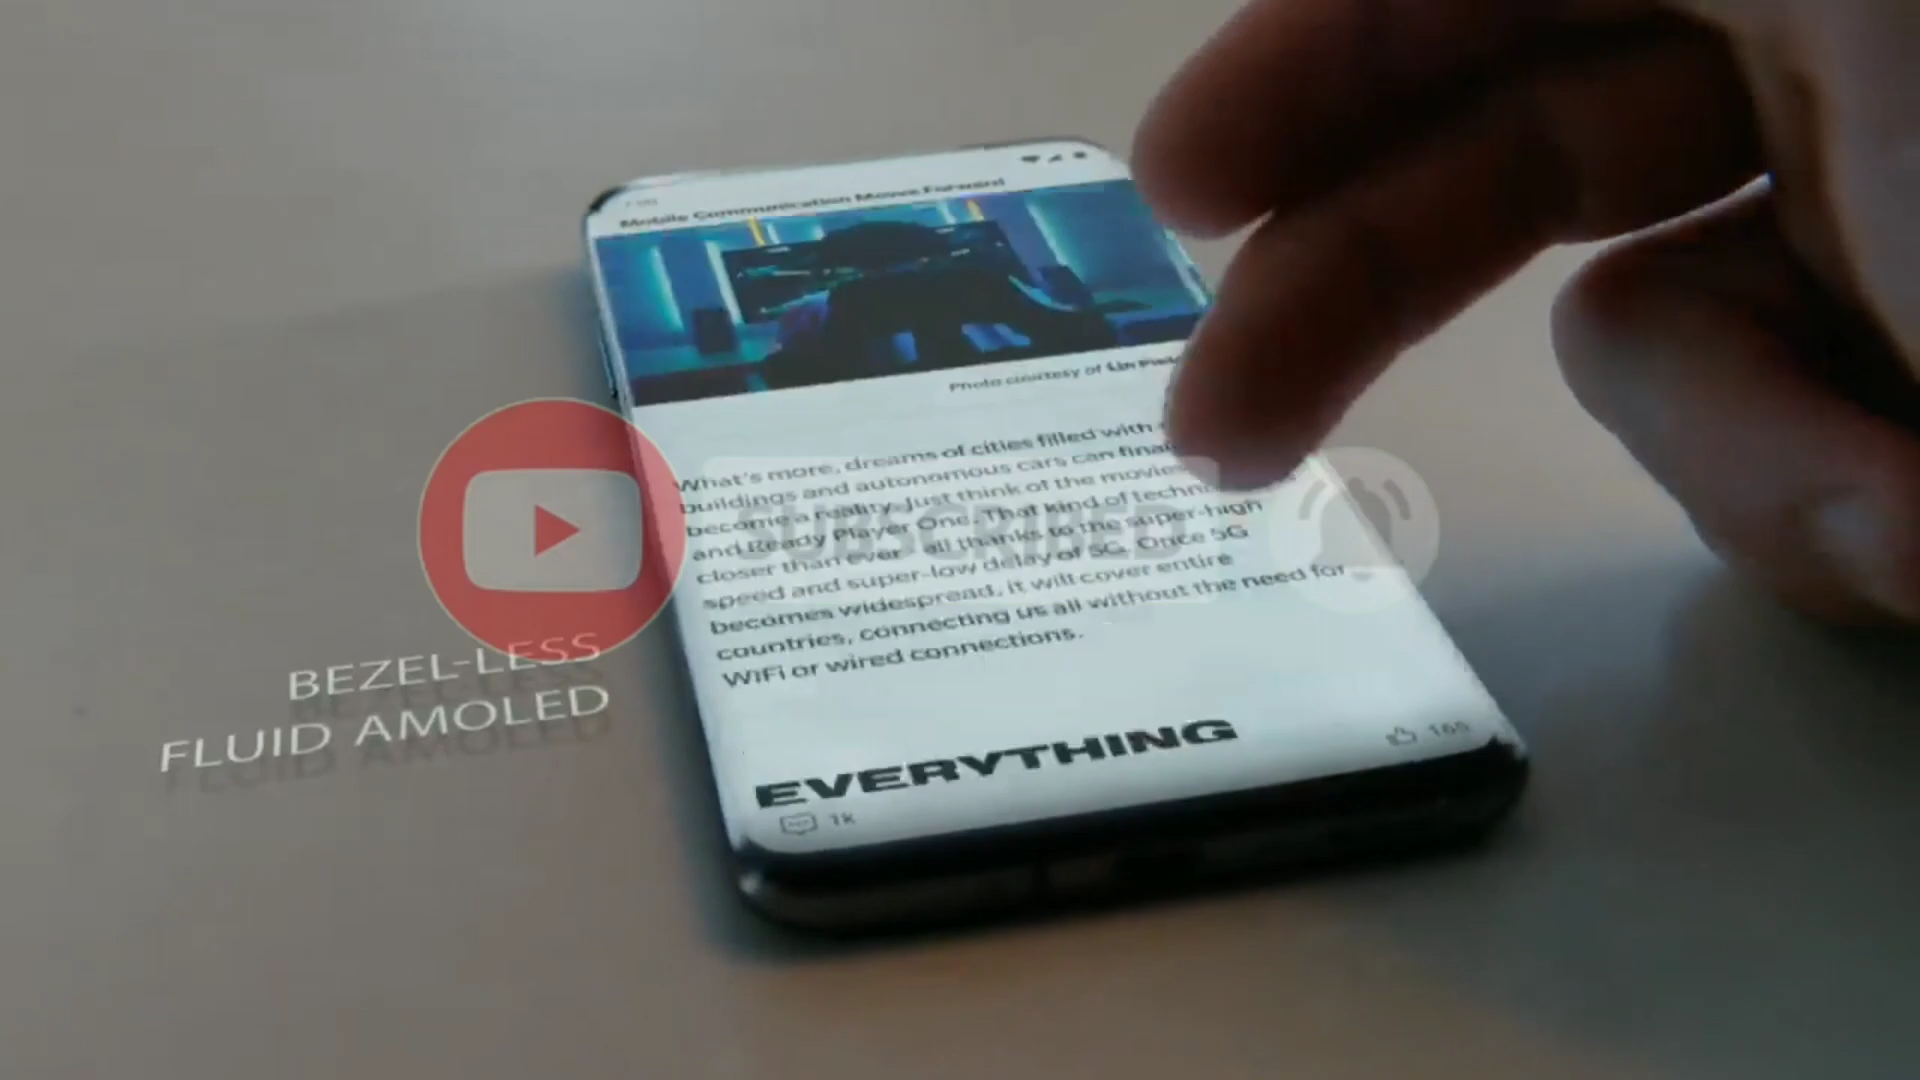 Mobile Communication Moves Forward
Photo courtesy of
What's more, dreams of cities filled with
buildings and autonomous cars can
become a reality. Just think of the movies
and Ready Player One. That kind of
closer than ever - all thanks to the super-high
speed and super-low delay of 5G. Once 5G
becomes widespread, it will cover entire
countries, connecting us all without the need for
WiFi or wired connections.
SUBSCRIBED
BEZEL-LESS
FLUID AMOLED
EVERYTHING
1k
165